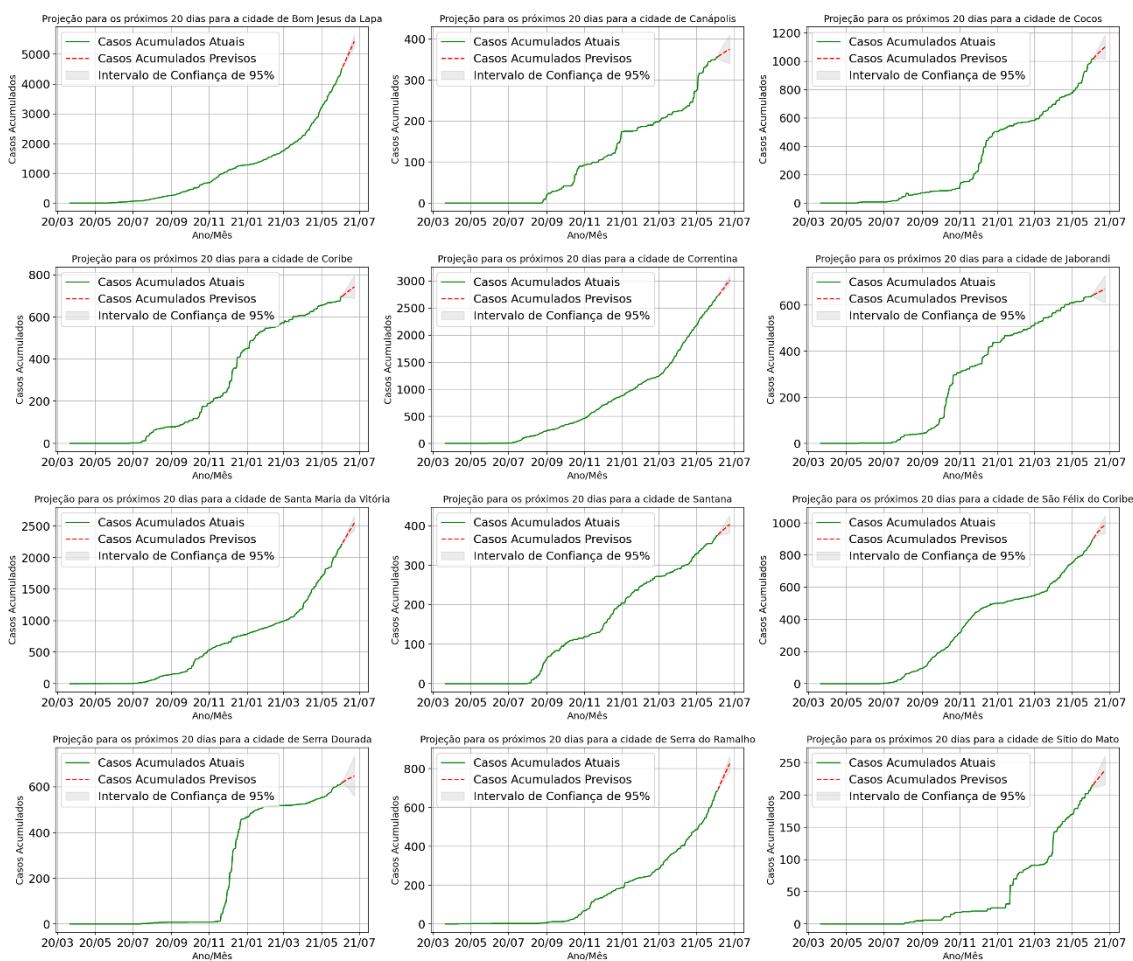 Projeção para os próximos 20 dias para a cidade de Bom Jesus da Lapa
Casos Acumulados
5000
4000
3000
2000
1000
0
Casos Acumulados Atuais
Casos Acumulados Previsos
Intervalo de Confiança de 95%
20/03 20/05 20/07 20/09 20/11 21/01 21/03 21/05 21/07
Ano/Mês
Projeção para os próximos 20 dias para a cidade de Canápolis
Casos Acumulados
400
300
200
100
0
Casos Acumulados Atuais
Casos Acumulados Previsos
Intervalo de Confiança de 95%
20/03 20/05 20/07 20/09 20/11 21/01 21/03 21/05 21/07
Ano/Mês
Projeção para os próximos 20 dias para a cidade de Cocos
Casos Acumulados
1200
1000
800
600
400
200
0
Casos Acumulados Atuais
Casos Acumulados Previsos
Intervalo de Confiança de 95%
20/03 20/05 20/07 20/09 20/11 21/01 21/03 21/05 21/07
Ano/Mês
Projeção para os próximos 20 dias para a cidade de Coribe
Casos Acumulados
800
600
400
200
0
Casos Acumulados Atuais
Casos Acumulados Previsos
Intervalo de Confiança de 95%
20/03 20/05 20/07 20/09 20/11 21/01 21/03 21/05 21/07
Ano/Mês
Projeção para os próximos 20 dias para a cidade de Correntina
Casos Acumulados
3000
2500
2000
1500
1000
500
0
Casos Acumulados Atuais
Casos Acumulados Previsos
Intervalo de Confiança de 95%
20/03 20/05 20/07 20/09 20/11 21/01 21/03 21/05 21/07
Ano/Mês
Projeção para os próximos 20 dias para a cidade de Jaborandi
Casos Acumulados
600
400
200
0
Casos Acumulados Atuais
Casos Acumulados Previsos
Intervalo de Confiança de 95%
20/03 20/05 20/07 20/09 20/11 21/01 21/03 21/05 21/07
Ano/Mês
Projeção para os próximos 20 dias para a cidade de Santa Maria da Vitória
Casos Acumulados
2500
2000
1500
1000
500
0
Casos Acumulados Atuais
Casos Acumulados Previsos
Intervalo de Confiança de 95%
20/03 20/05 20/07 20/09 20/11 21/01 21/03 21/05 21/07
Ano/Mês
Projeção para os próximos 20 dias para a cidade de Santana
Casos Acumulados
400
300
200
100
0
Casos Acumulados Atuais
Casos Acumulados Previsos
Intervalo de Confiança de 95%
20/03 20/05 20/07 20/09 20/11 21/01 21/03 21/05 21/07
Ano/Mês
Projeção para os próximos 20 dias para a cidade de São Félix do Coribe
Casos Acumulados
1000
800
600
400
200
0
Casos Acumulados Atuais
Casos Acumulados Previsos
Intervalo de Confiança de 95%
20/03 20/05 20/07 20/09 20/11 21/01 21/03 21/05 21/07
Ano/Mês
Projeção para os próximos 20 dias para a cidade de Serra Dourada
Casos Acumulados
600
400
200
0
Casos Acumulados Atuais
Casos Acumulados Previsos
Intervalo de Confiança de 95%
20/03 20/05 20/07 20/09 20/11 21/01 21/03 21/05 21/07
Ano/Mês
Projeção para os próximos 20 dias para a cidade de Serra do Ramalho
Casos Acumulados
800
600
400
200
0
Casos Acumulados Atuais
Casos Acumulados Previsos
Intervalo de Confiança de 95%
20/03 20/05 20/07 20/09 20/11 21/01 21/03 21/05 21/07
Ano/Mês
Projeção para os próximos 20 dias para a cidade de Sítio do Mato
Casos Acumulados
250
200
150
100
50
0
Casos Acumulados Atuais
Casos Acumulados Previsos
Intervalo de Confiança de 95%
20/03 20/05 20/07 20/09 20/11 21/01 21/03 21/05 21/07
Ano/Mês